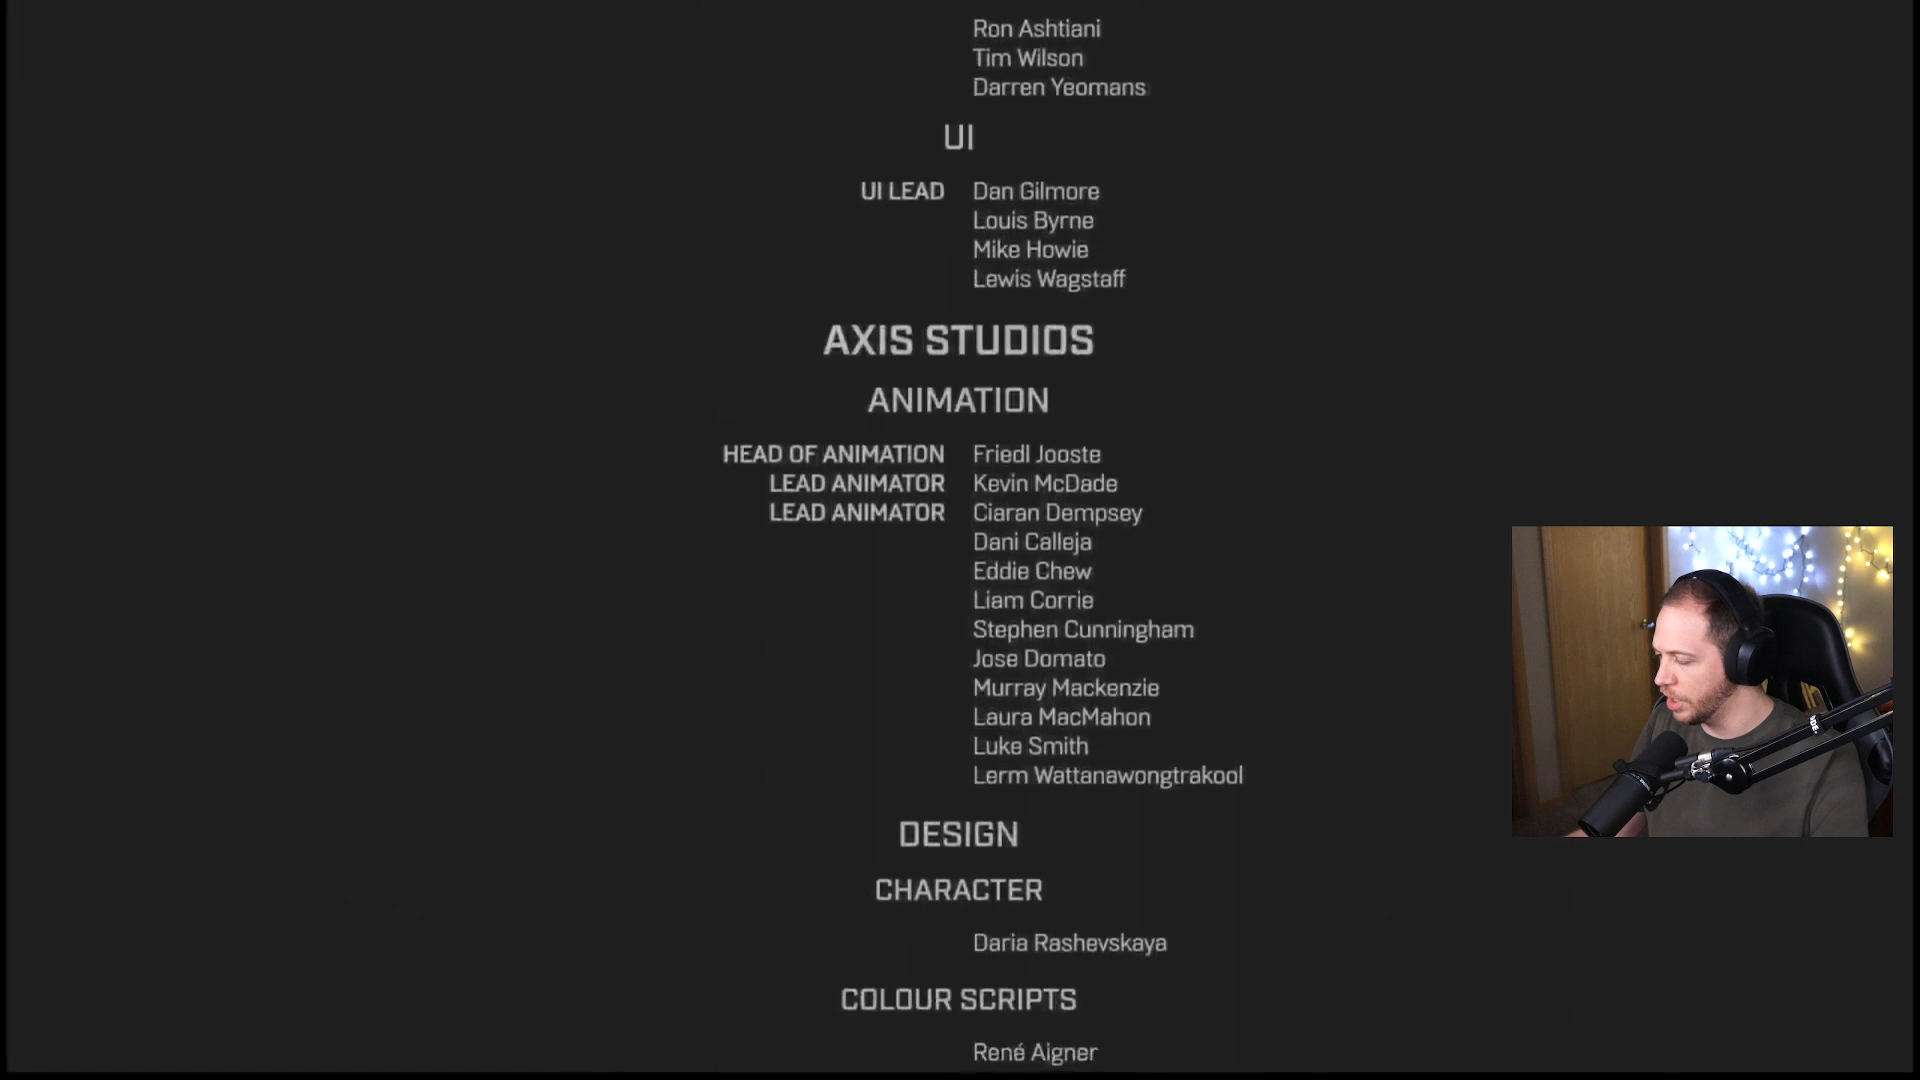 Ron Ashtiani
Tim Wilson
Darren Yeomans
UI
UI LEAD Dan Gilmore
Louis Byrne
Mike Howie
Lewis Wagstaff
AXIS STUDIOS
ANIMATION
HEAD OF ANIMATION Friedl Jooste
LEAD ANIMATOR Kevin McDade
LEAD ANIMATOR Ciaran Dempsey
Dani Calleja
Eddie Chew
Liam Corrie
Stephen Cunningham
Jose Domato
Murray Mackenzie
Laura MacMahon
Luke Smith
Lerm Wattanawongtrakool
DESIGN
CHARACTER
Daria Rashevskaya
COLOUR SCRIPTS
René Aigner